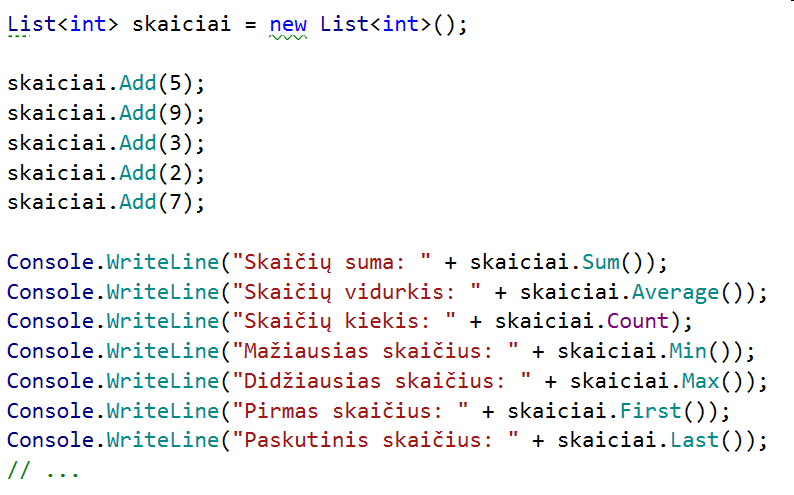 List<int> skaiciai = new List<int>();
skaiciai.Add(5);
skaiciai.Add(9);
skaiciai.Add(3);
skaiciai.Add(2);
skaiciai.Add(7);
Console.WriteLine("Skaičių suma: " + skaiciai.Sum());
Console.WriteLine("Skaičių vidurkis: " + skaiciai.Average());
Console.WriteLine("Skaičių kiekis: " + skaiciai.Count);
Console.WriteLine("Mažiausias skaičius: " + skaiciai.Min());
Console.WriteLine("Didžiausias skaičius: " + skaiciai.Max());
Console.WriteLine("Pirmas skaičius: " + skaiciai.First());
Console.WriteLine("Paskutinis skaičius: " + skaiciai.Last());
// ...